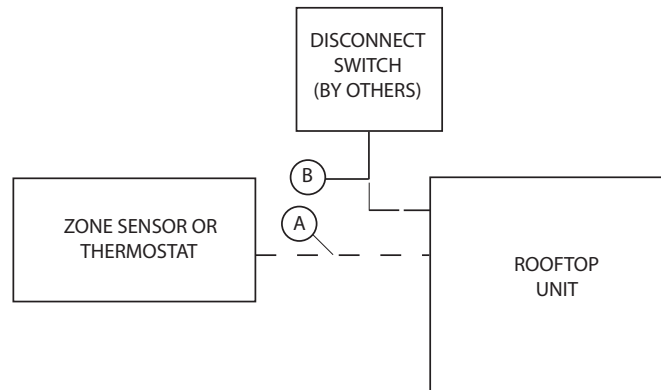 DISCONNECT
SWITCH
(BY OTHERS)
B
ZONE SENSOR OR
THERMOSTAT
A
ROOFTOP
UNIT